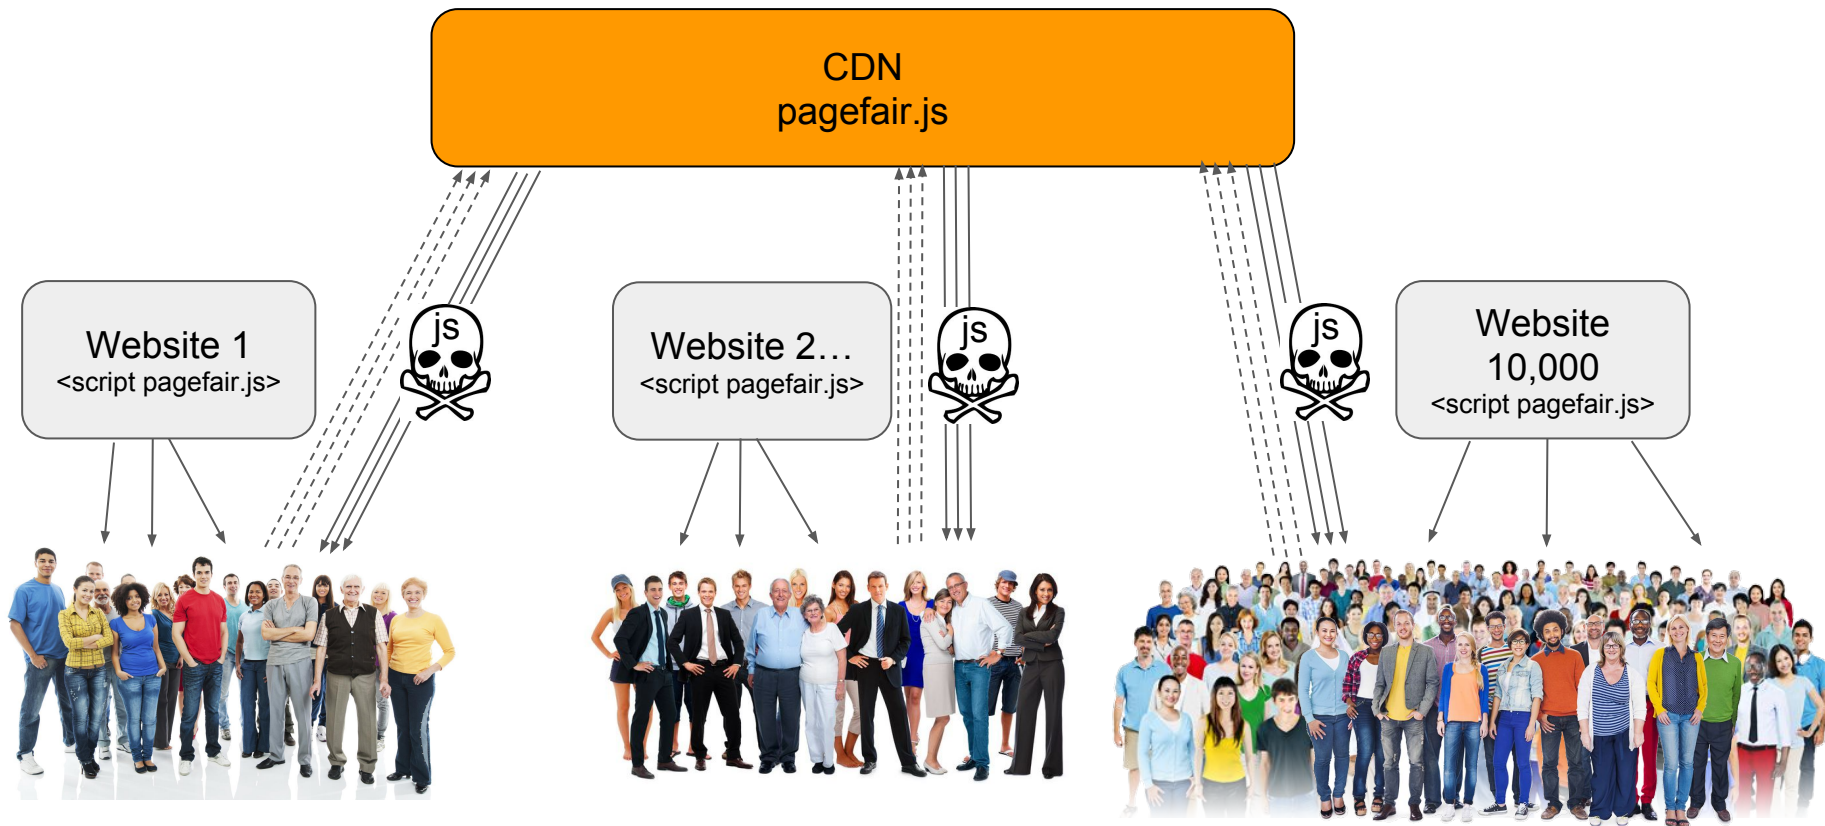 CDN
pagefair.js
Website 1
<script pagefair.js>
js
Website 2…
<script pagefair.js>
js
js
Website
10,000
<script pagefair.js>